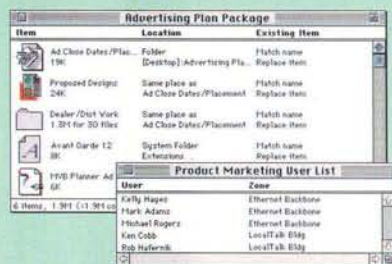 Advertising Plan Package
Item Location Existing Item
Ad Close Dates/Plac... Folder Match name
19K [Desktop]:Advertising Pla... Replace item
Proposed Designs Same place as Match name
24K Ad Close Dates/Placement Replace item
Dealer/Dist Work Same place as Match name
1.3M for 30 files Ad Close Dates/Placement Replace item
Avant Garde 12 System Folder Match name
8K Extensions Replace item
MVB Planner Ad
6K
6 items, 1.9M
Product Marketing User List
User Zone
Kelly Hages Ethernet Backbone
Mark Adams Ethernet Backbone
Michael Rogers Ethernet Backbone
Ken Cobb LocalTalk Bldg
Rob Hafernik LocalTalk Bldg